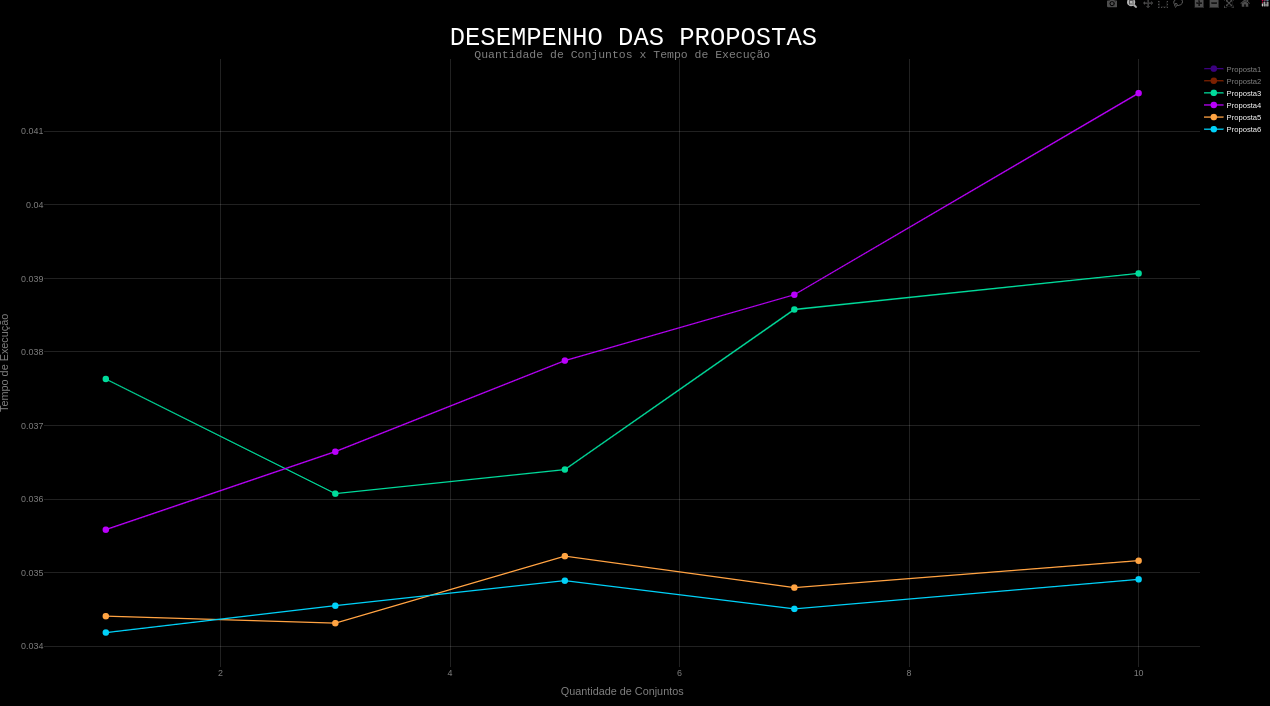 DESEMPENHO DAS PROPOSTAS
Quantidade de Conjuntos x Tempo de Execução
Proposta1
Proposta2
Proposta3
Proposta4
Proposta5
Proposta6
0.041
0.04
0.039
0.038
0.037
0.036
0.035
0.034
Tempo de Execução
2
4
6
8
10
Quantidade de Conjuntos